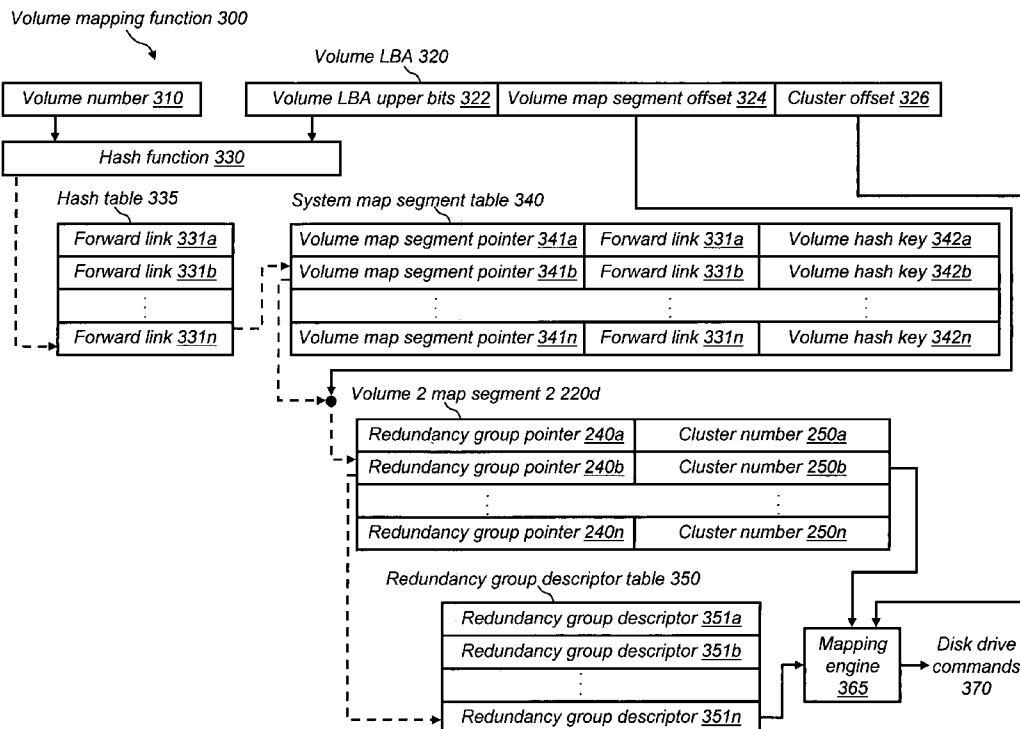 Volume mapping function 300
Volume LBA 320
Volume number 310
Volume LBA upper bits 322
Volume map segment offset 324
Cluster offset 326
Hash function 330
Hash table 335
System map segment table 340
Forward link 331a
Volume map segment pointer 341a
Forward link 331a
Volume hash key 342a
Forward link 331b
Volume map segment pointer 341b
Forward link 331b
Volume hash key 342b
Forward link 331n
Volume map segment pointer 341n
Forward link 331n
Volume hash key 342n
Volume 2 map segment 2 220d
Redundancy group pointer 240a
Cluster number 250a
Redundancy group pointer 240b
Cluster number 250b
Redundancy group pointer 240n
Cluster number 250n
Redundancy group descriptor table 350
Redundancy group descriptor 351a
Redundancy group descriptor 351b
Redundancy group descriptor 351n
Mapping
engine
365
Disk drive
commands
370